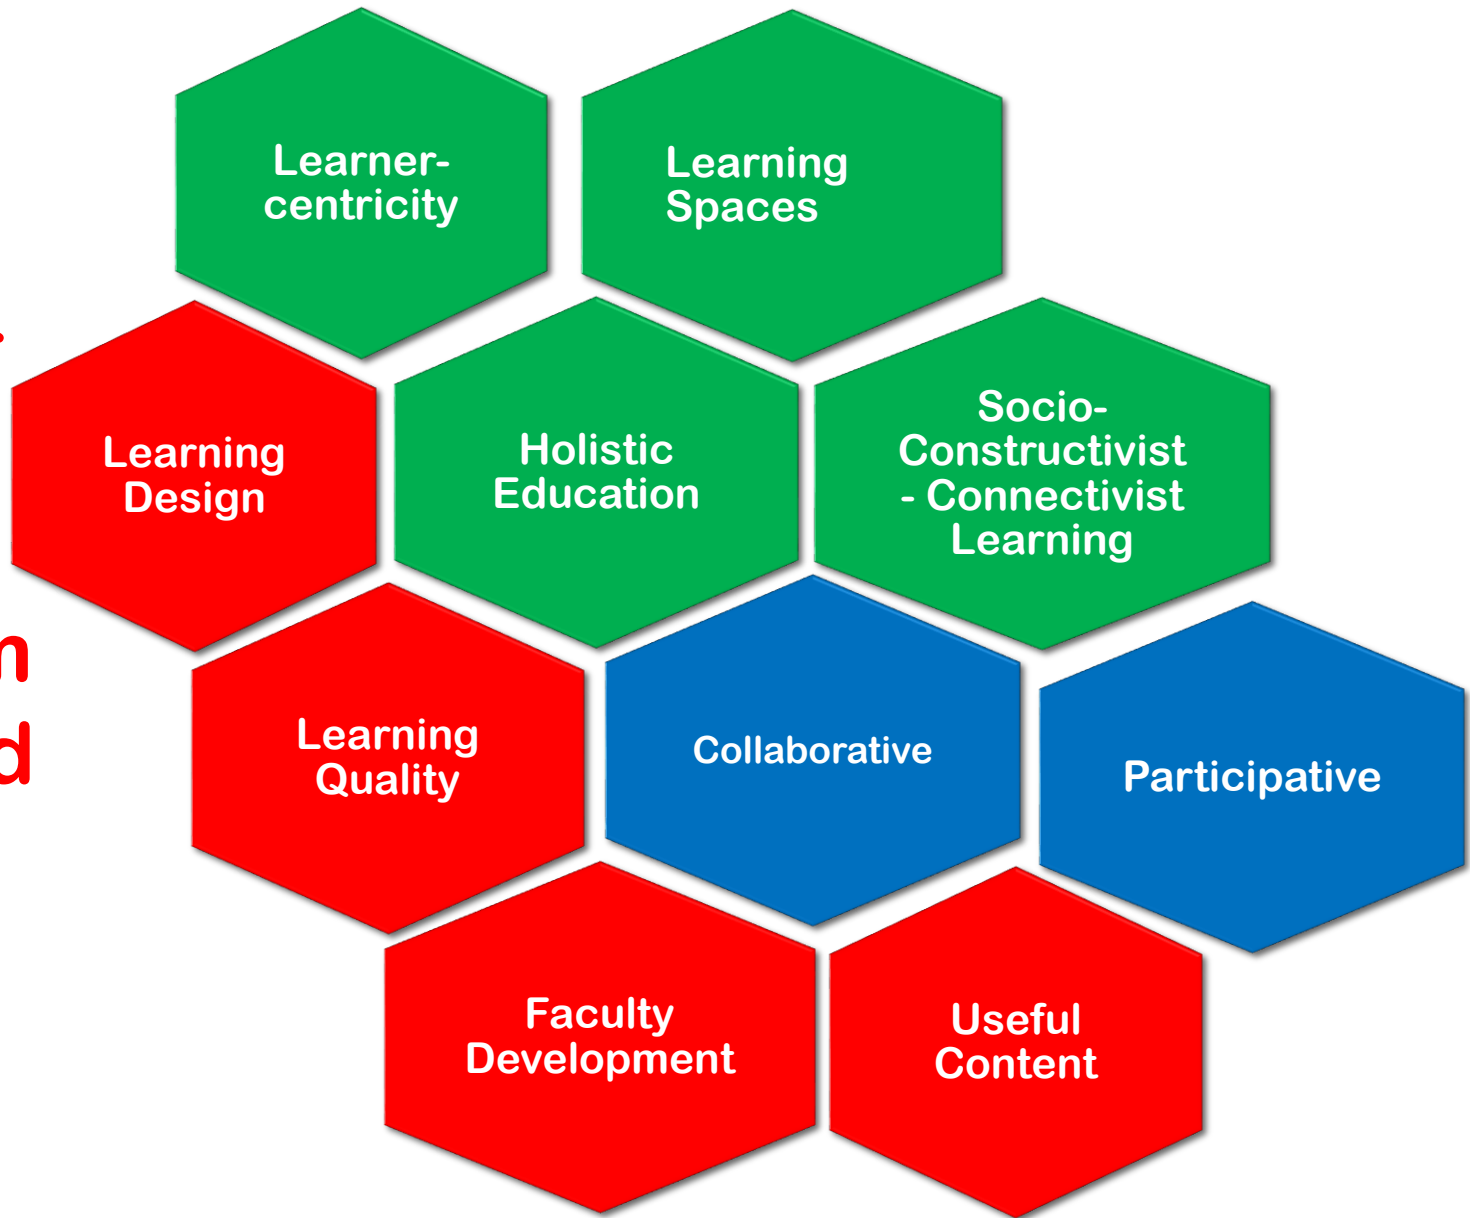 Learner-
centricity
Learning
Spaces
Learning
Design
Holistic
Education
Socio-
Constructivist
- Connectivist
Learning
Learning
Quality
Collaborative
Participative
Faculty
Development
Useful
Content